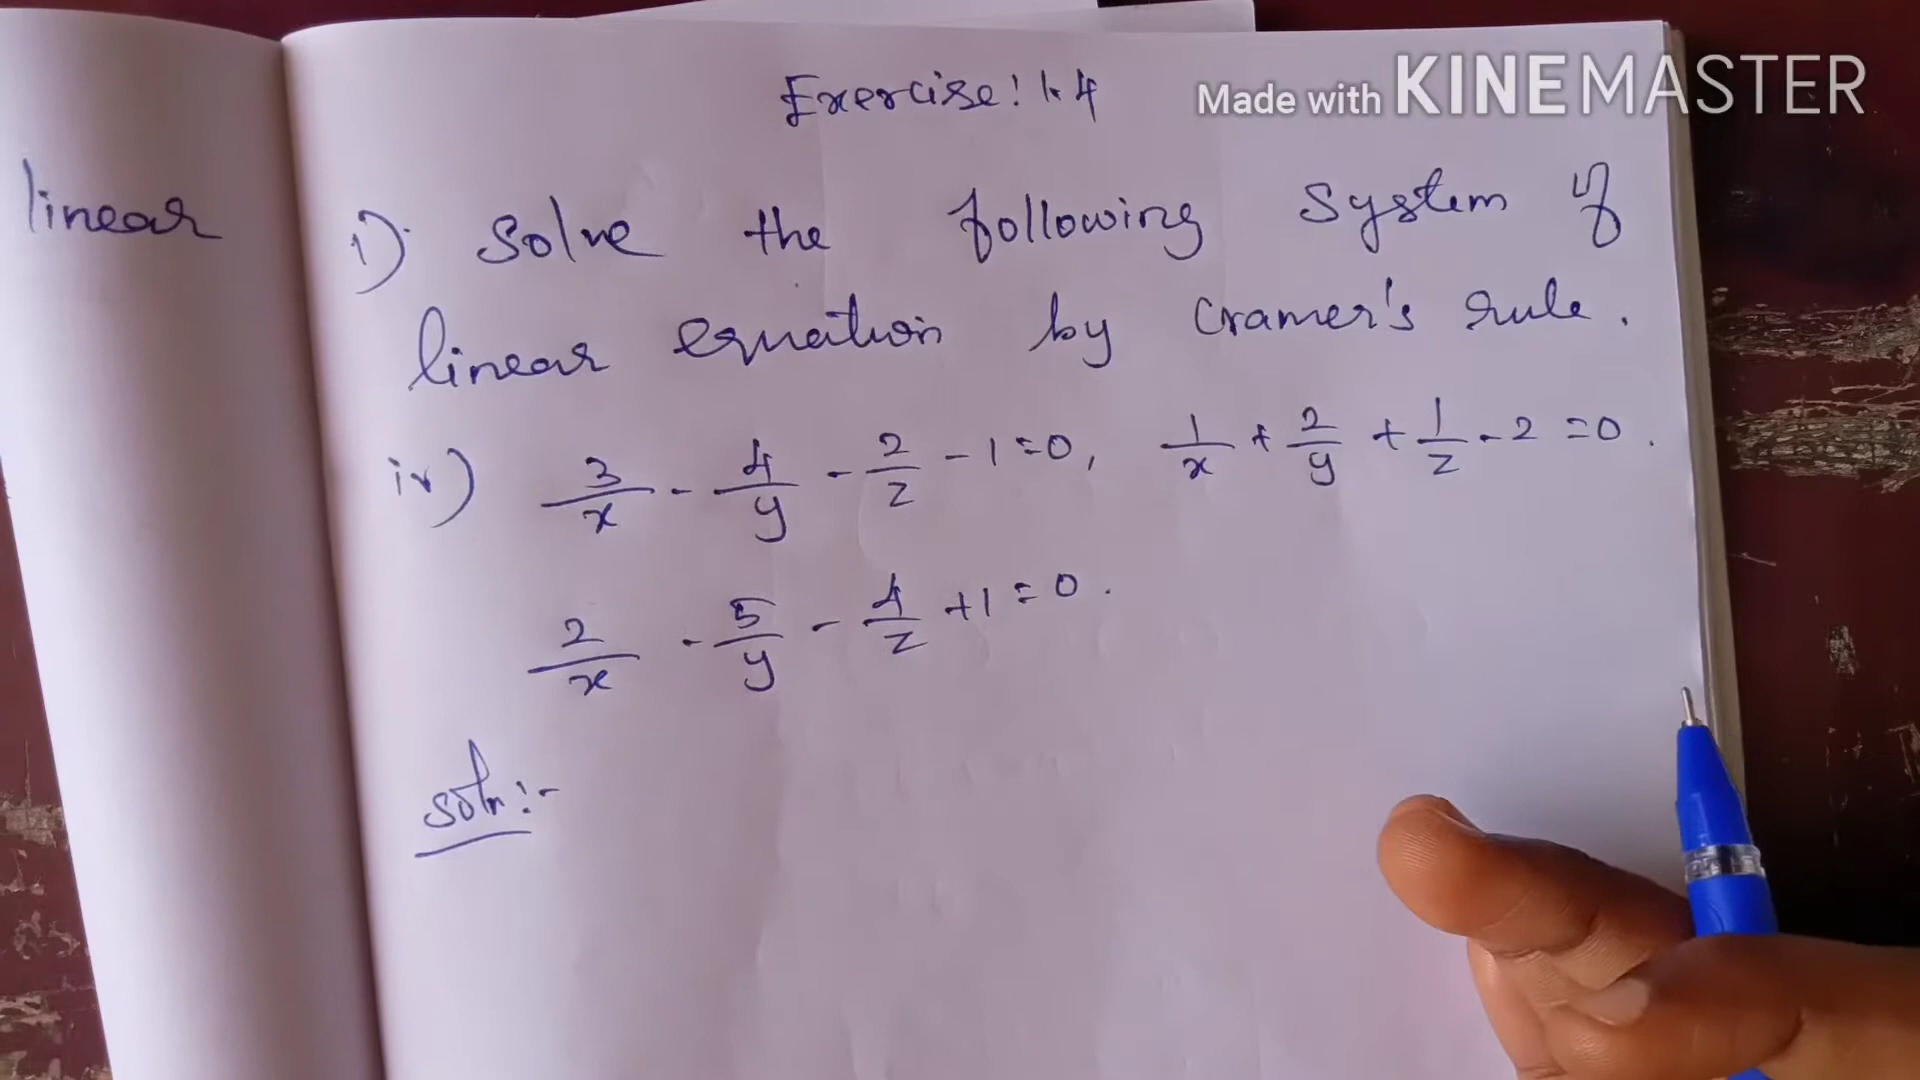 Exercise: 1.4
Made with KINEMASTER
linear
1) Solve the following System of
linear equation by Cramer's rule.
iv) 3/x - 4/y - 2/z - 1 = 0, 1/x + 2/y + 1/z - 2 = 0.
2/x - 5/y - 4/z + 1 = 0.
soln:-